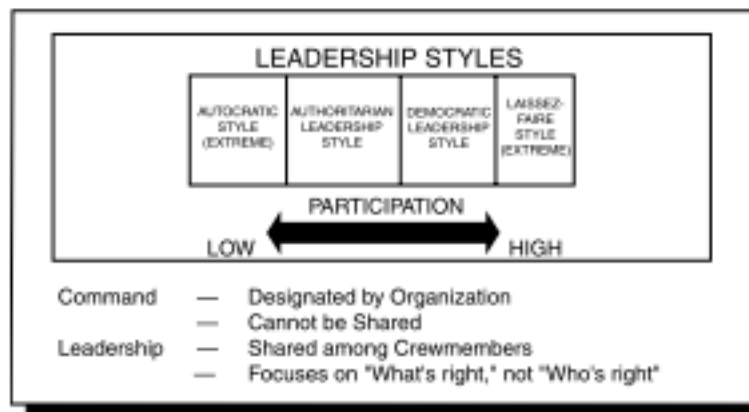 LEADERSHIP STYLES
AUTOCRATIC
STYLE
(EXTREME)
AUTHORITARIAN
LEADERSHIP
STYLE
DEMOCRATIC
LEADERSHIP
STYLE
LAISSEZ-
FAIRE
STYLE
(EXTREME)
PARTICIPATION
LOW HIGH
Command — Designated by Organization
— Cannot be Shared
Leadership — Shared among Crewmembers
— Focuses on "What's right," not "Who's right"